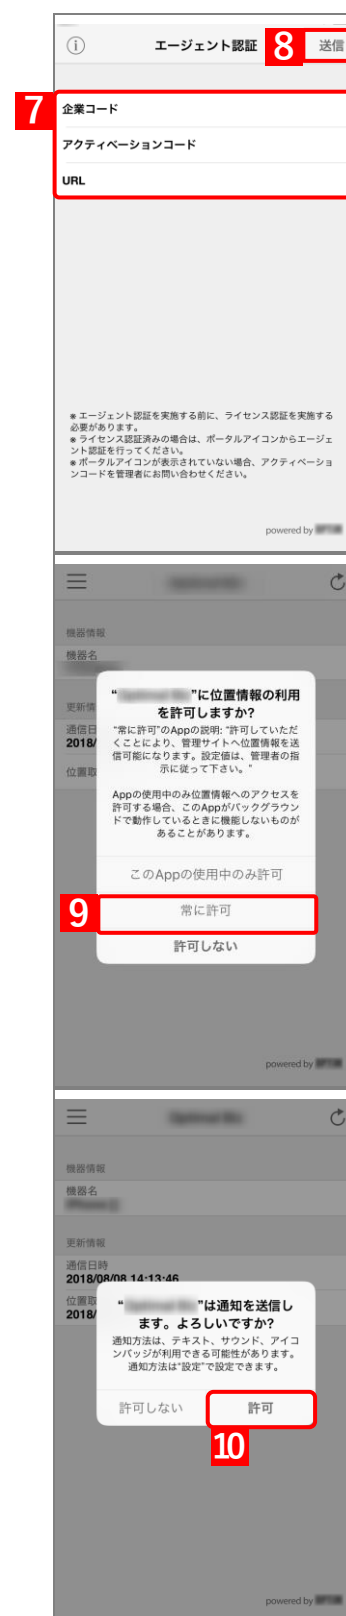 エージェント認証
8
送信
7
企業コード
アクティベーションコード
URL
※エージェント認証を実施する前に、ライセンス認証を実施する
必要があります。
※ライセンス認証済みの場合は、ポータルアイコンからエージェ
ント認証を行ってください。
※ポータルアイコンが表示されていない場合、アクティベーショ
ンコードを管理者にお問い合わせください。
powered by
機器情報
機器名
更新情
通信日
2018/
位置取
“ ”に位置情報の利用
を許可しますか?
“常に許可”のAppの説明: “許可していただ
くことにより、管理サイトへ位置情報を送
信可能になります。設定値は、管理者の指
示に従って下さい。”
Appの使用中のみ位置情報へのアクセスを
許可する場合、このAppがバックグラウン
ドで動作しているときに機能しないものが
あることがあります。
このAppの使用中のみ許可
9
常に許可
許可しない
powered by
機器情報
機器名
更新情報
通信日時
2018/08/08 14:13:46
位置取
2018/
“ ”は通知を送信し
ます。よろしいですか?
通知方法は、テキスト、サウンド、アイコ
ンバッジが利用できる可能性があります。
通知方法は“設定”で設定できます。
許可しない
許可
10
powered by